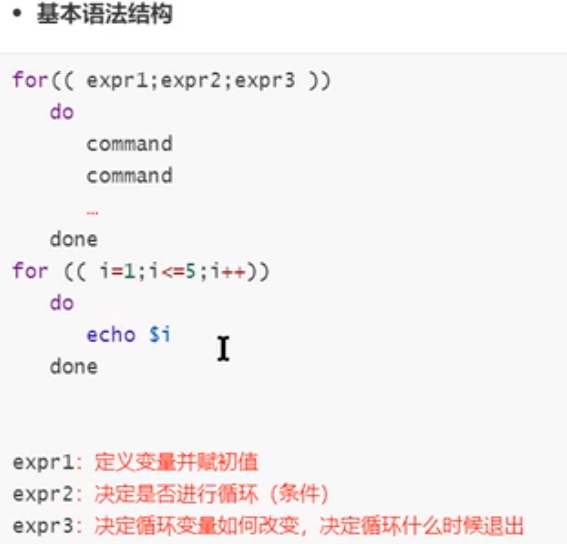 • 基本语法结构
for(( expr1;expr2;expr3 ))
do
command
command
…
done
for (( i=1;i<=5;i++))
do
echo $i
done
expr1: 定义变量并赋初值
expr2: 决定是否进行循环（条件）
expr3: 决定循环变量如何改变，决定循环什么时候退出